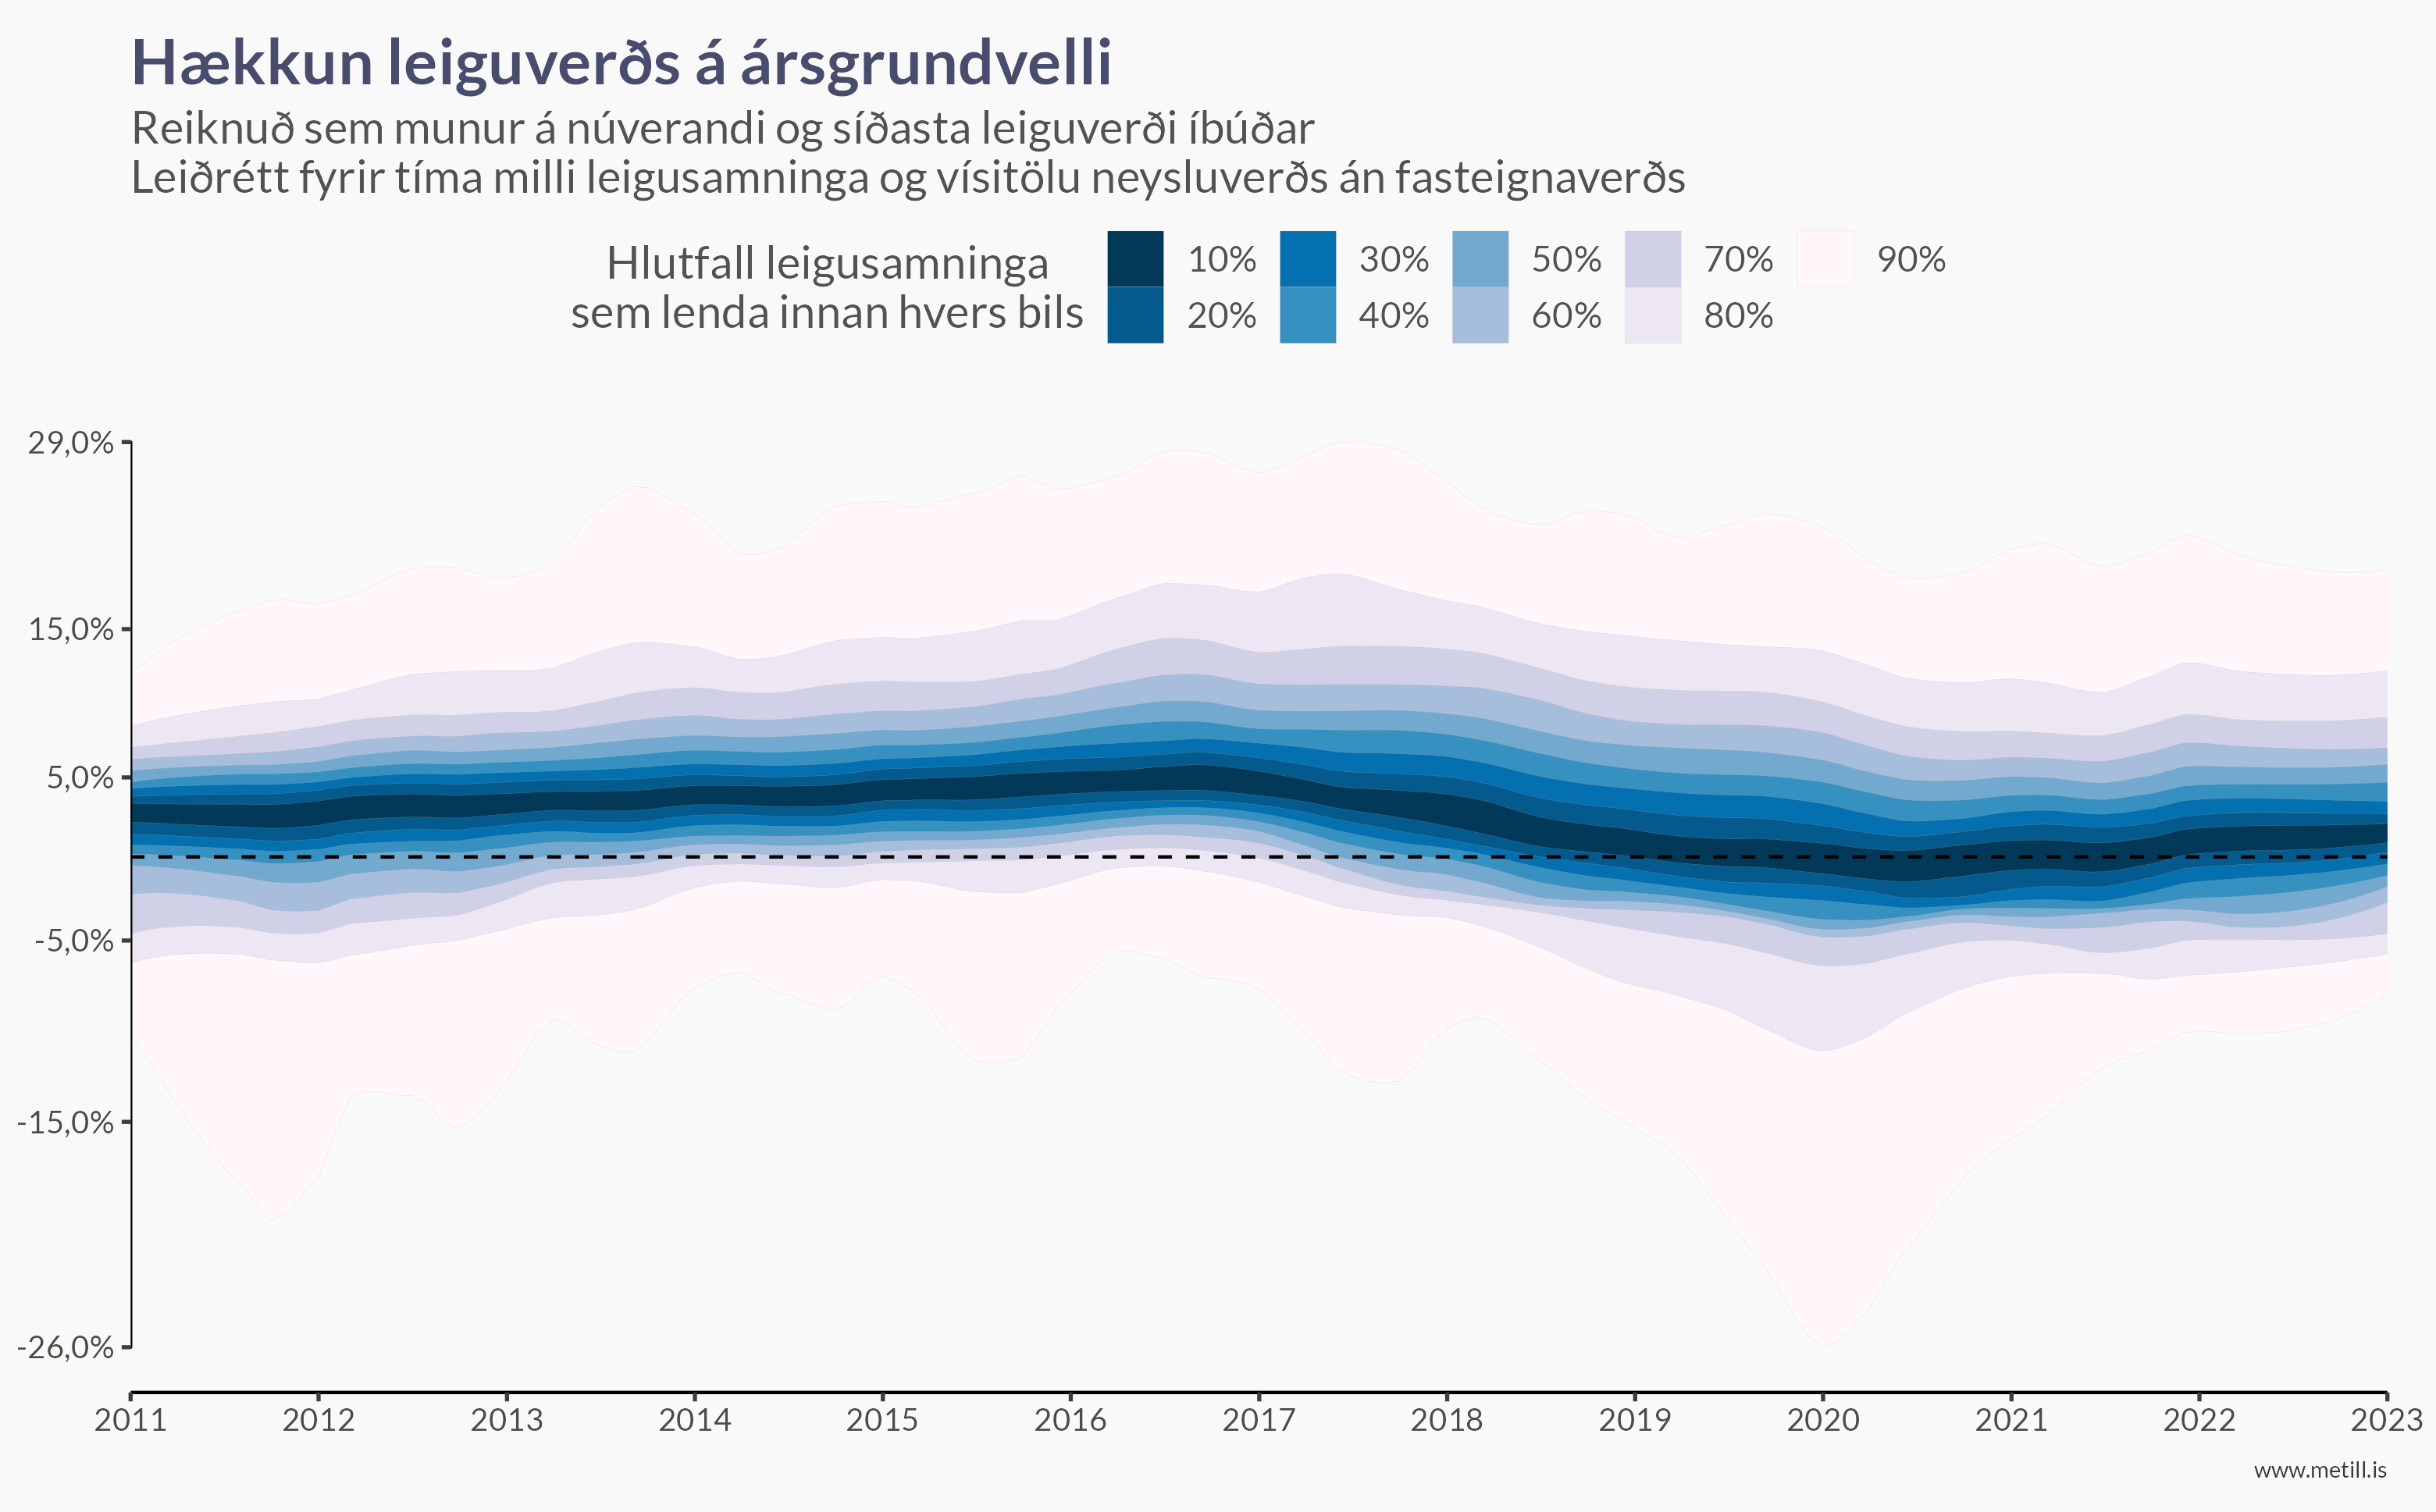 Hækkun leiguverðs á ársgrundvelli
Reiknuð sem munur á núverandi og síðasta leiguverði íbúðar
Leiðrétt fyrir tíma milli leigusamninga og vísitölu neysluverðs án fasteignaverðs
Hlutfall leigusamninga
sem lenda innan hvers bils
10% 30% 50% 70% 90%
20% 40% 60% 80%
29,0%
15,0%
5,0%
-5,0%
-15,0%
-26,0%
2011 2012 2013 2014 2015 2016 2017 2018 2019 2020 2021 2022 2023
www.metill.is